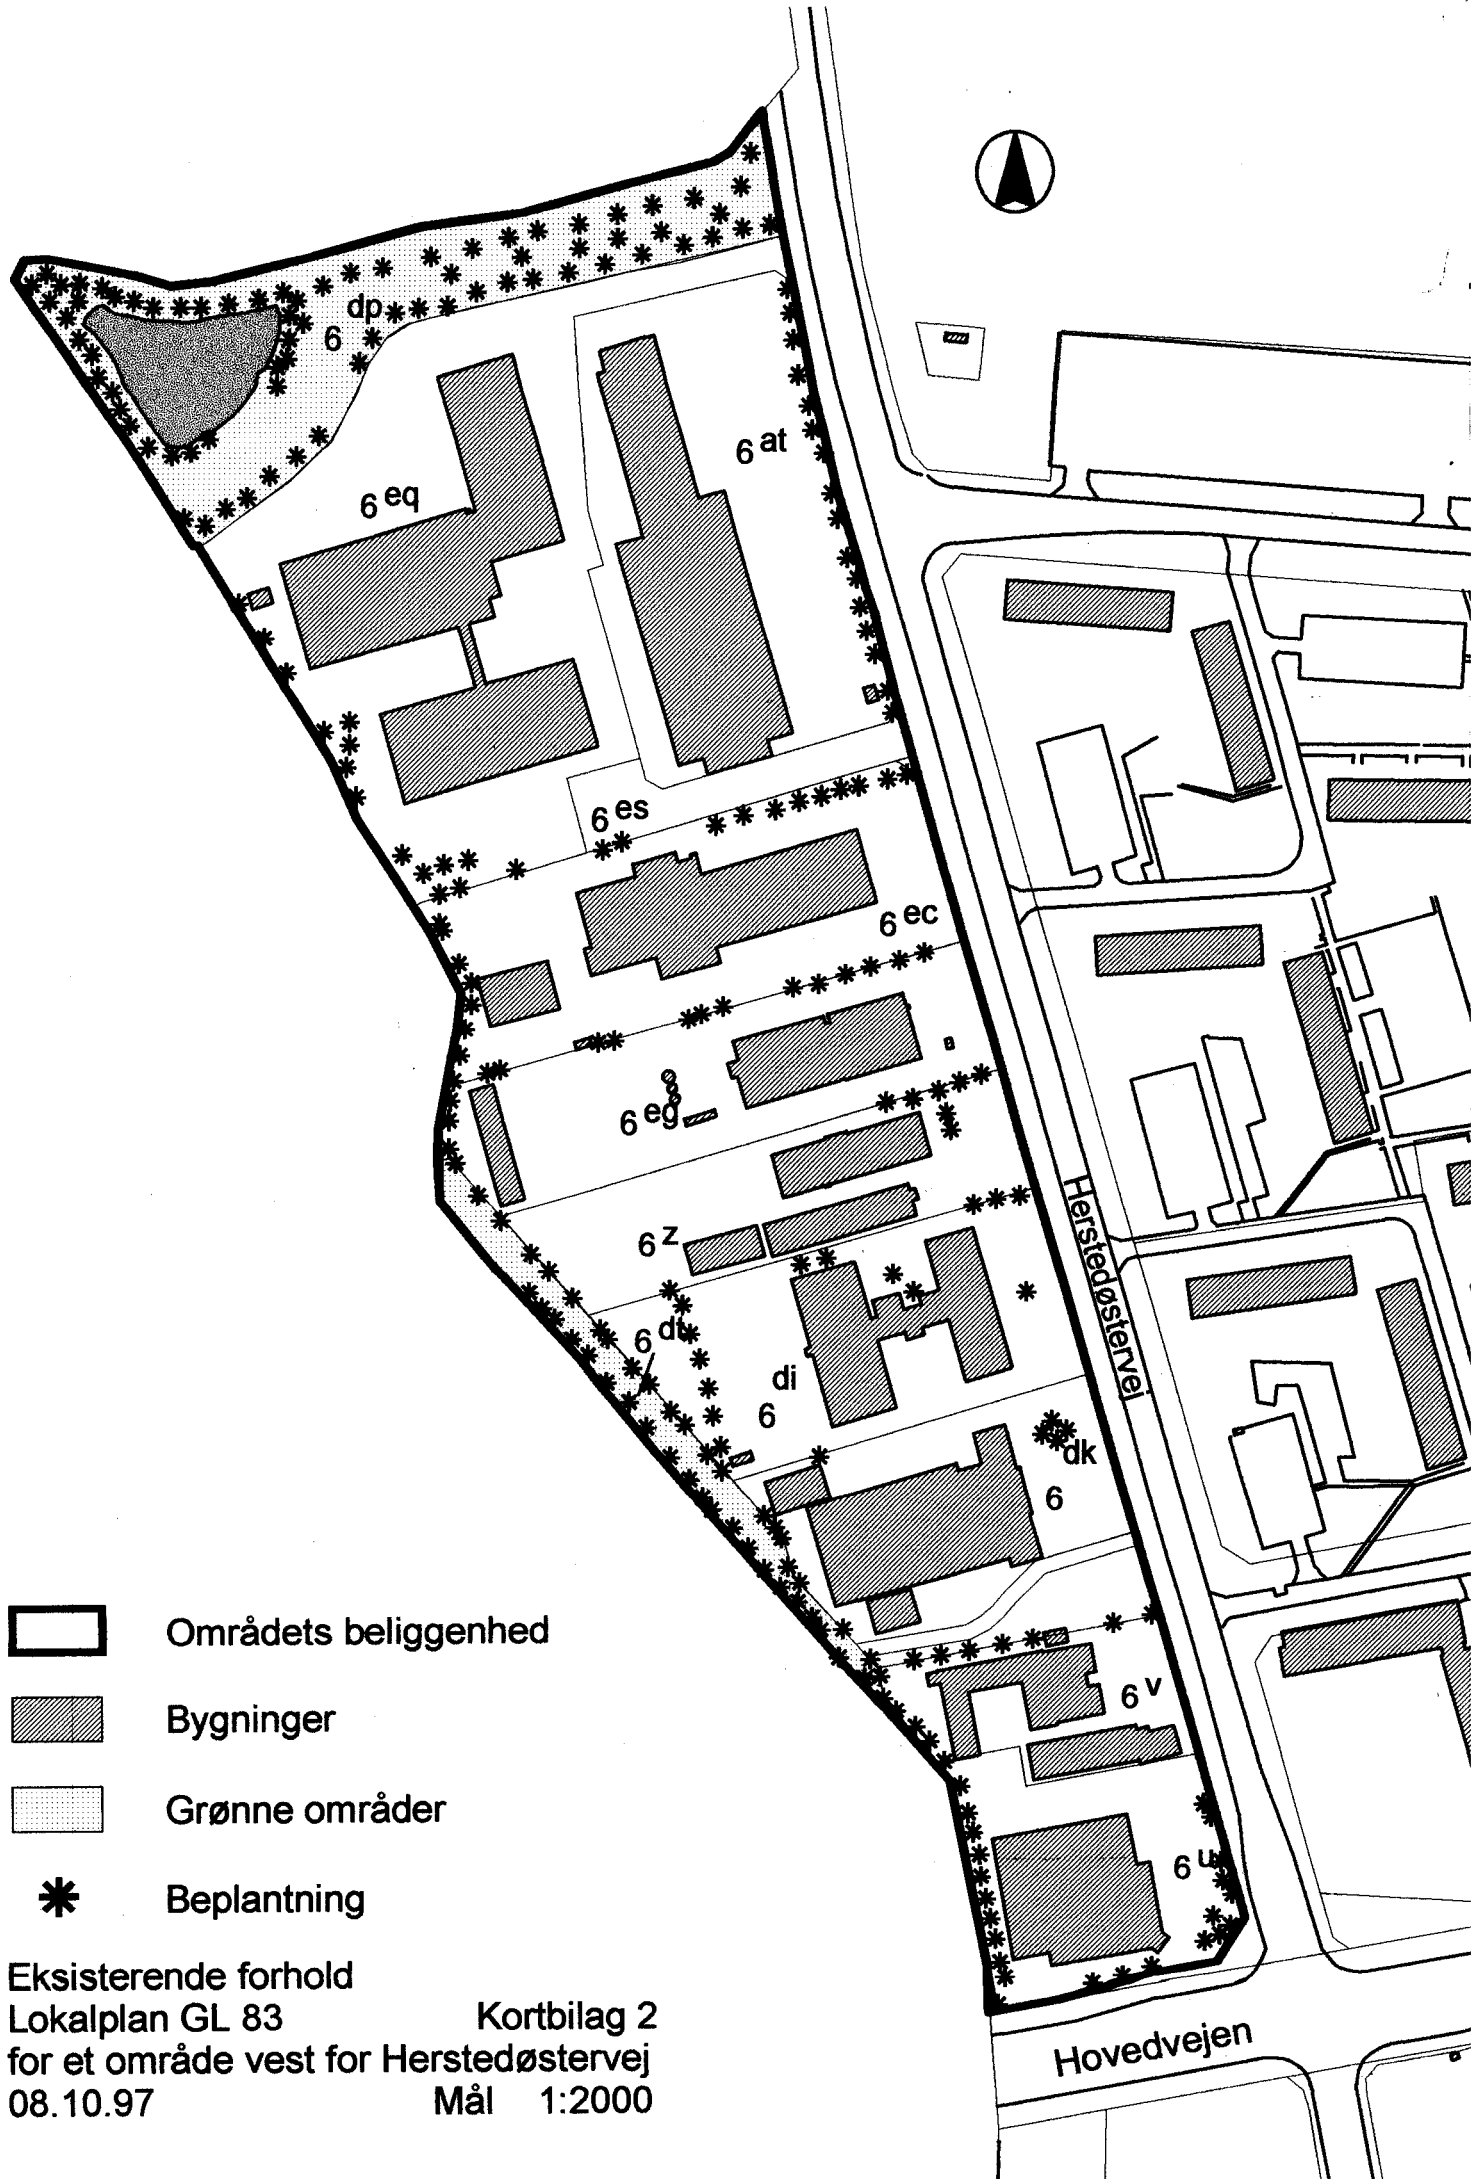 dp
6
6 at
6 eq
6 es
6 ec
6 eg
6 z
Herstedøstervej
6 dt
di
6
dk
6
6 v
6 u
Hovedvejen
Områdets beliggenhed
Bygninger
Grønne områder
Beplantning
Eksisterende forhold
Lokalplan GL 83 Kortbilag 2
for et område vest for Herstedøstervej
08.10.97 Mål 1:2000